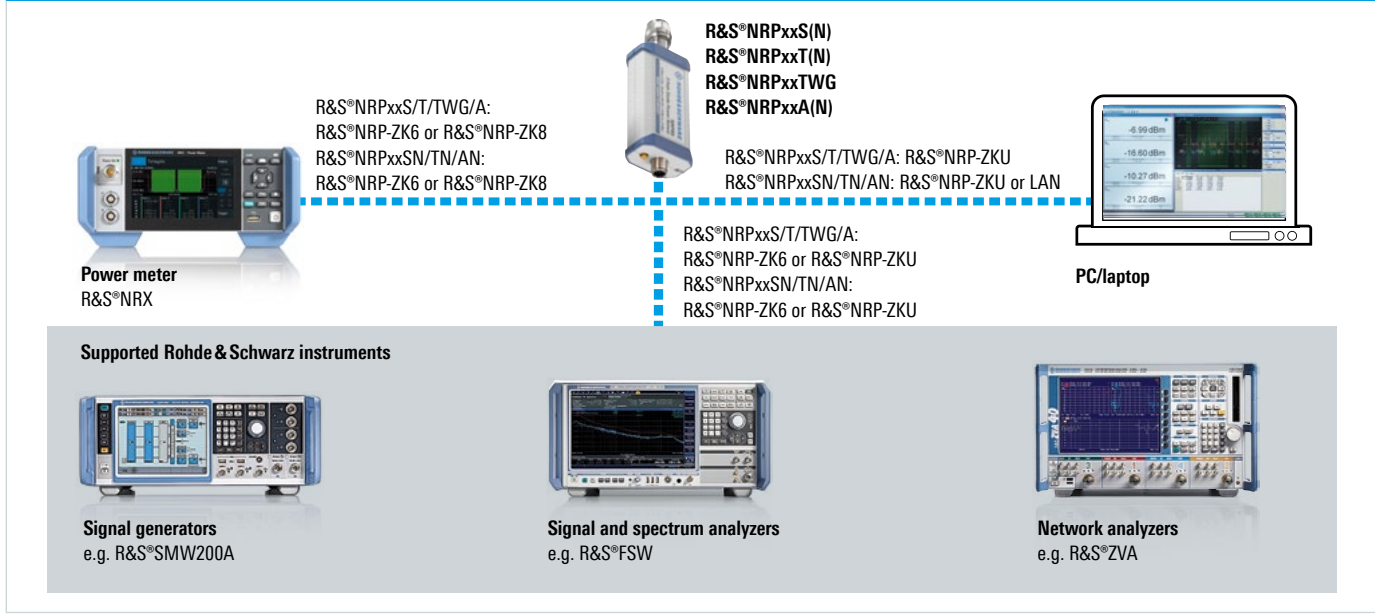 R&S®NRPxxS(N)
R&S®NRPxxT(N)
R&S®NRPxxTWG
R&S®NRPxxA(N)
R&S®NRPxxS/T/TWG/A:
R&S®NRP-ZK6 or R&S®NRP-ZK8
R&S®NRPxxSN/TN/AN:
R&S®NRP-ZK6 or R&S®NRP-ZK8
R&S®NRPxxS/T/TWG/A: R&S®NRP-ZKU
R&S®NRPxxSN/TN/AN: R&S®NRP-ZKU or LAN
-6.99 dBm
-16.60 dBm
-10.27 dBm
-21.22 dBm
R&S®NRPxxS/T/TWG/A:
R&S®NRP-ZK6 or R&S®NRP-ZKU
R&S®NRPxxSN/TN/AN:
R&S®NRP-ZK6 or R&S®NRP-ZKU
Power meter
R&S®NRX
PC/laptop
Supported Rohde & Schwarz instruments
ZVA 40
Signal generators
e.g. R&S®SMW200A
Signal and spectrum analyzers
e.g. R&S®FSW
Network analyzers
e.g. R&S®ZVA